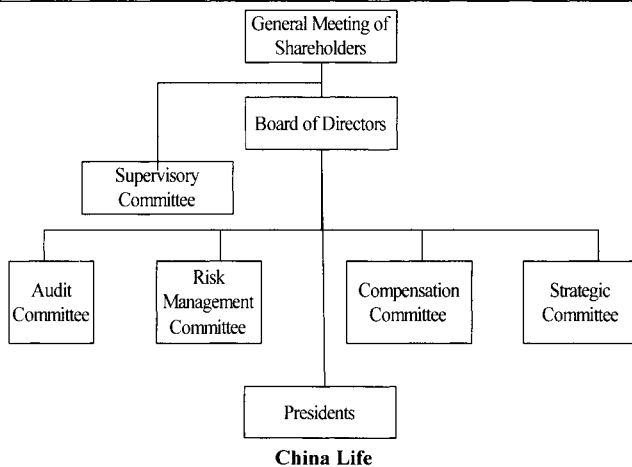 General Meeting of
Shareholders
Board of Directors
Supervisory
Committee
Audit
Committee
Risk
Management
Committee
Compensation
Committee
Strategic
Committee
Presidents
China Life